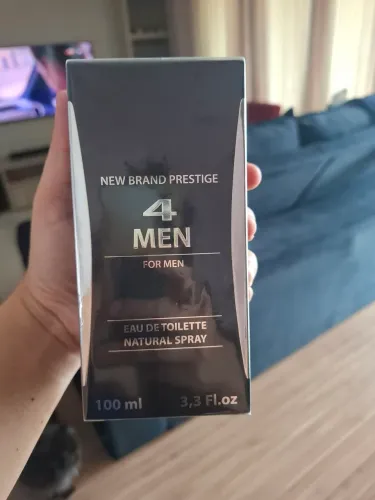 NEW BRAND PRESTIGE
4
MEN
FOR MEN
EAU DE TOILETTE
NATURAL SPRAY
100 ml 3,3 Fl.oz